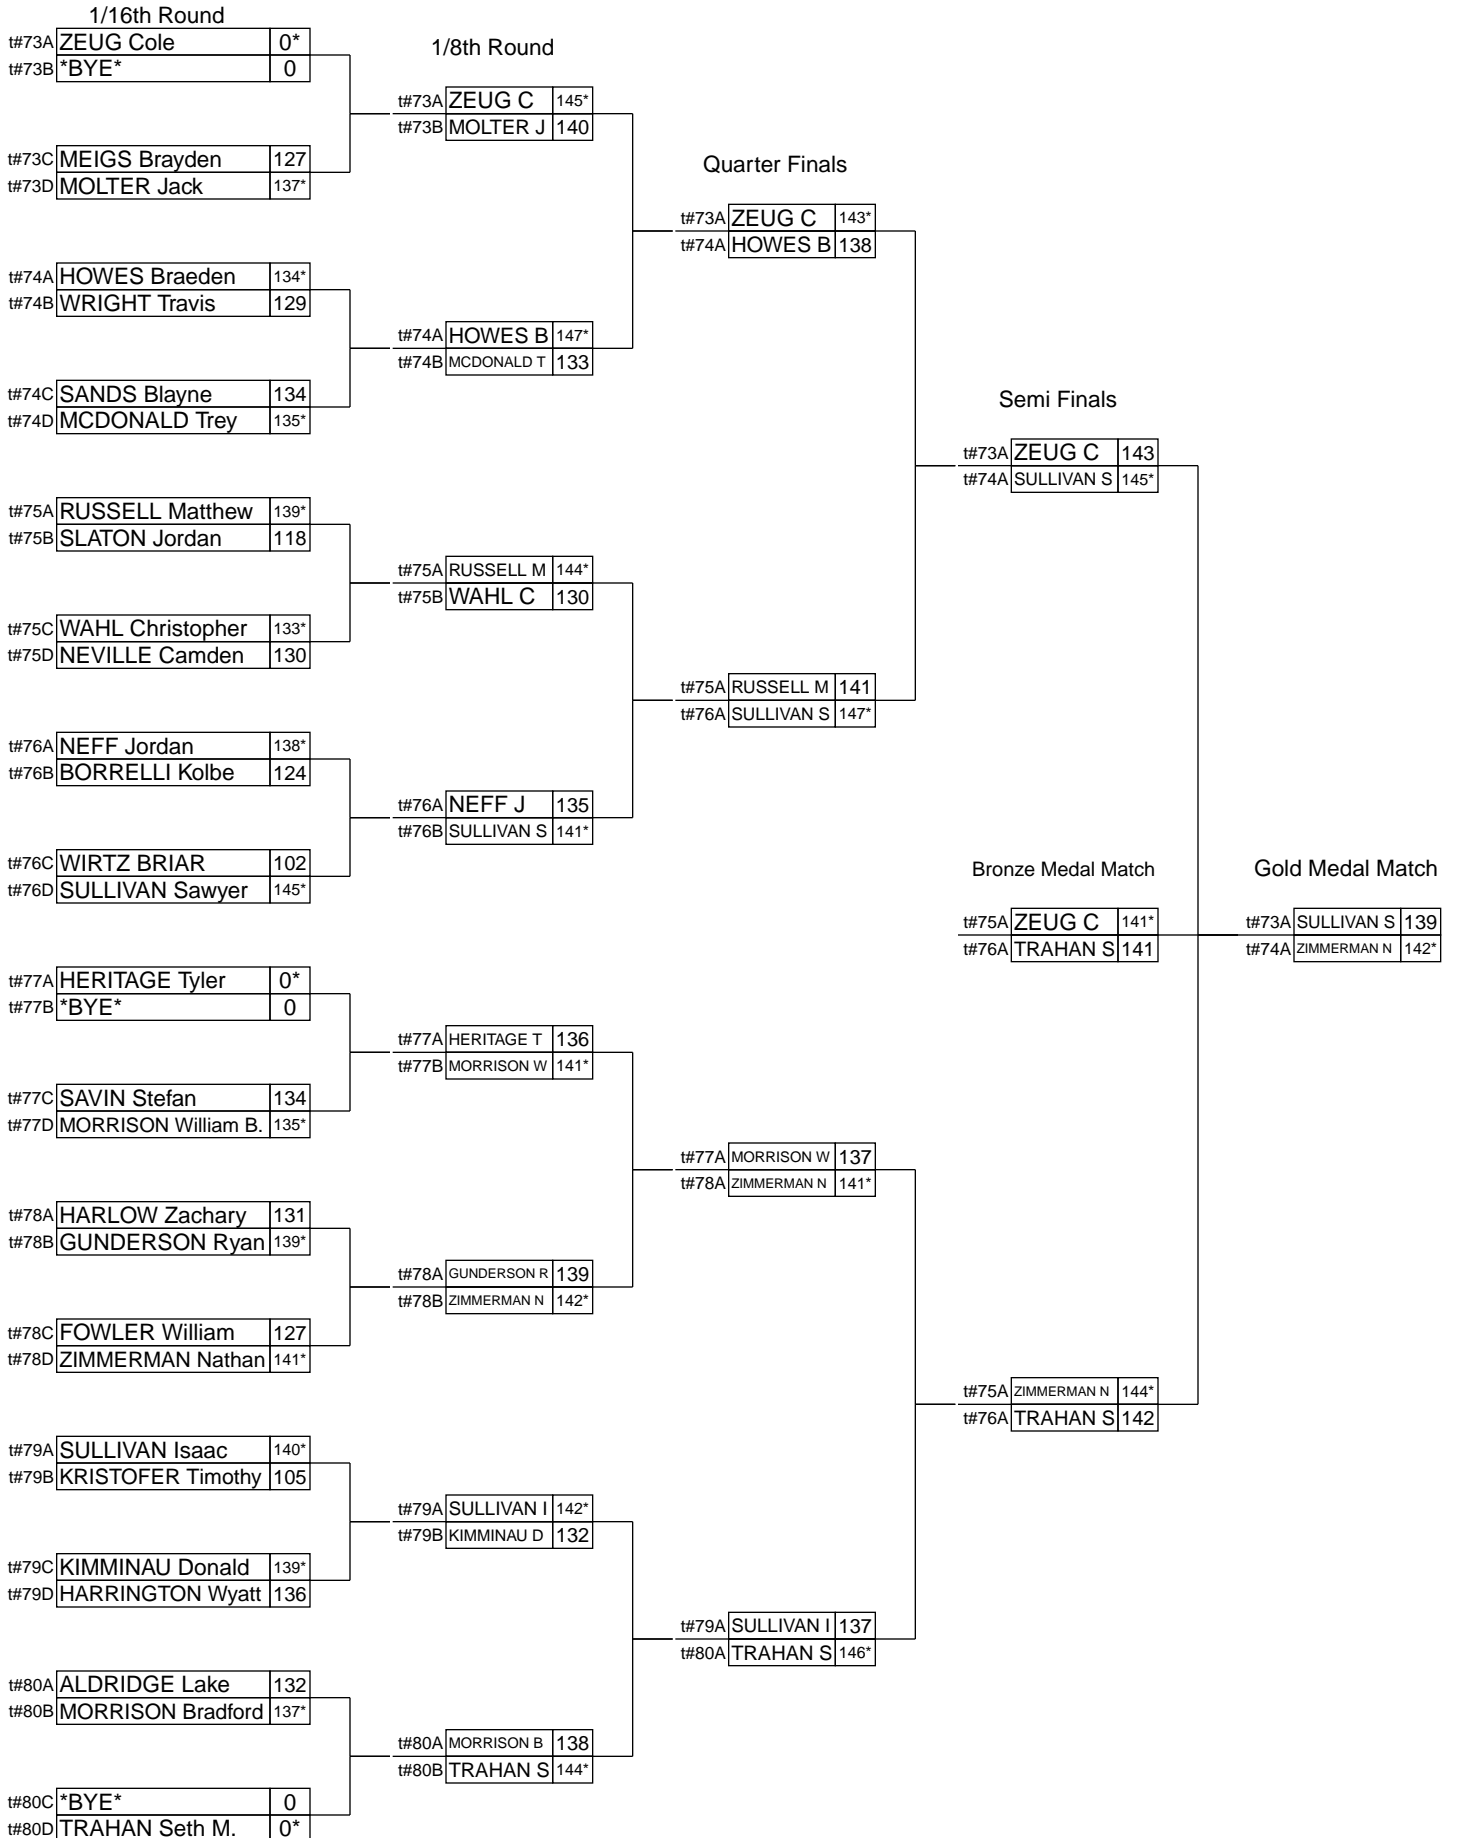 1/16th Round
t#73A ZEUG Cole 0*
t#73B *BYE* 0
t#73C MEIGS Brayden 127
t#73D MOLTER Jack 137*
t#74A HOWES Braeden 134*
t#74B WRIGHT Travis 129
t#74C SANDS Blayne 134
t#74D MCDONALD Trey 135*
t#75A RUSSELL Matthew 139*
t#75B SLATON Jordan 118
t#75C WAHL Christopher 133*
t#75D NEVILLE Camden 130
t#76A NEFF Jordan 138*
t#76B BORRELLI Kolbe 124
t#76C WIRTZ BRIAR 102
t#76D SULLIVAN Sawyer 145*
t#77A HERITAGE Tyler 0*
t#77B *BYE* 0
t#77C SAVIN Stefan 134
t#77D MORRISON William B. 135*
t#78A HARLOW Zachary 131
t#78B GUNDERSON Ryan 139*
t#78C FOWLER William 127
t#78D ZIMMERMAN Nathan 141*
t#79A SULLIVAN Isaac 140*
t#79B KRISTOFER Timothy 105
t#79C KIMMINAU Donald 139*
t#79D HARRINGTON Wyatt 136
t#80A ALDRIDGE Lake 132
t#80B MORRISON Bradford 137*
t#80C *BYE* 0
t#80D TRAHAN Seth M. 0*
1/8th Round
t#73A ZEUG C 145*
t#73B MOLTER J 140
t#74A HOWES B 147*
t#74B MCDONALD T 133
t#75A RUSSELL M 144*
t#75B WAHL C 130
t#76A NEFF J 135
t#76B SULLIVAN S 141*
t#77A HERITAGE T 136
t#77B MORRISON W 141*
t#78A GUNDERSON R 139
t#78B ZIMMERMAN N 142*
t#79A SULLIVAN I 142*
t#79B KIMMINAU D 132
t#80A MORRISON B 138
t#80B TRAHAN S 144*
Quarter Finals
t#73A ZEUG C 143*
t#74A HOWES B 138
t#75A RUSSELL M 141
t#76A SULLIVAN S 147*
t#77A MORRISON W 137
t#78A ZIMMERMAN N 141*
t#79A SULLIVAN I 137
t#80A TRAHAN S 146*
Semi Finals
t#73A ZEUG C 143
t#74A SULLIVAN S 145*
t#75A ZIMMERMAN N 144*
t#76A TRAHAN S 142
Bronze Medal Match
t#75A ZEUG C 141*
t#76A TRAHAN S 141
Gold Medal Match
t#73A SULLIVAN S 139
t#74A ZIMMERMAN N 142*